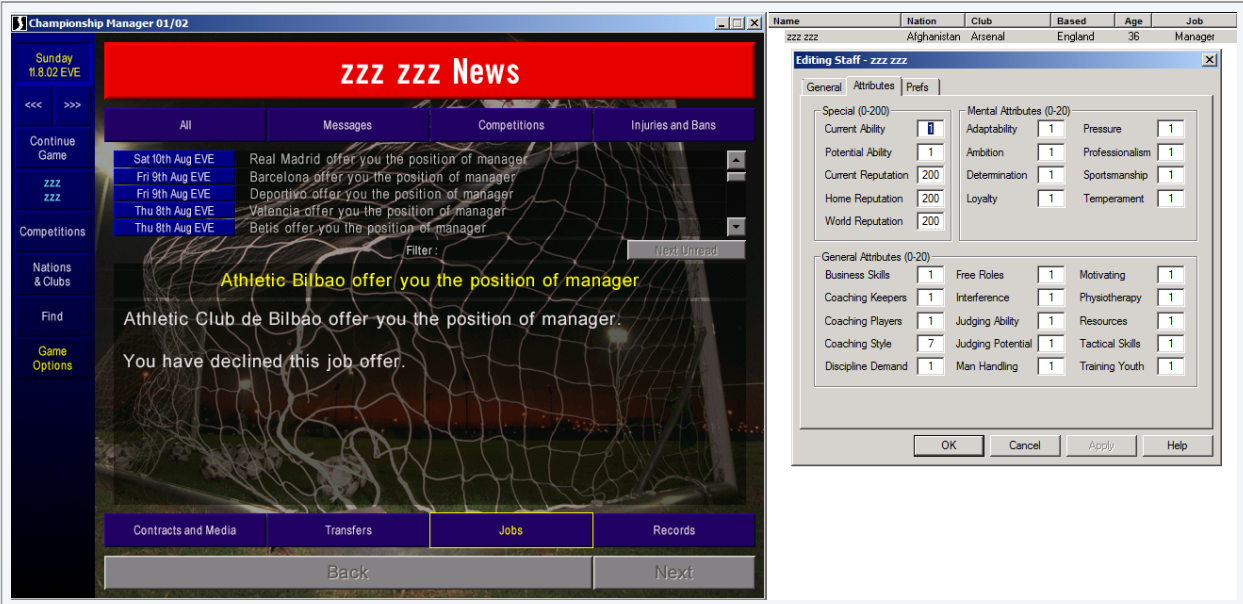 Championship Manager 01/02
Sunday
11.8.02 EVE
<<< >>>
Continue
Game
zzz
zzz
Competitions
Nations
& Clubs
Find
Game
Options
zzz zzz News
All Messages Competitions Injuries and Bans
Sat 10th Aug EVE Real Madrid offer you the position of manager
Fri 9th Aug EVE Barcelona offer you the position of manager
Fri 9th Aug EVE Deportivo offer you the position of manager
Thu 8th Aug EVE Valencia offer you the position of manager
Thu 8th Aug EVE Betis offer you the position of manager
Filter : Next Unread
Athletic Bilbao offer you the position of manager
Athletic Club de Bilbao offer you the position of manager.
You have declined this job offer.
Contracts and Media Transfers Jobs Records
Back Next
Name Nation Club Based Age Job
zzz zzz Afghanistan Arsenal England 36 Manager
Editing Staff - zzz zzz
General Attributes Prefs
Special (0-200) Mental Attributes (0-20)
Current Ability 1 Adaptability 1 Pressure 1
Potential Ability 1 Ambition 1 Professionalism 1
Current Reputation 200 Determination 1 Sportsmanship 1
Home Reputation 200 Loyalty 1 Temperament 1
World Reputation 200
General Attributes (0-20)
Business Skills 1 Free Roles 1 Motivating 1
Coaching Keepers 1 Interference 1 Physiotherapy 1
Coaching Players 1 Judging Ability 1 Resources 1
Coaching Style 7 Judging Potential 1 Tactical Skills 1
Discipline Demand 1 Man Handling 1 Training Youth 1
OK Cancel Apply Help